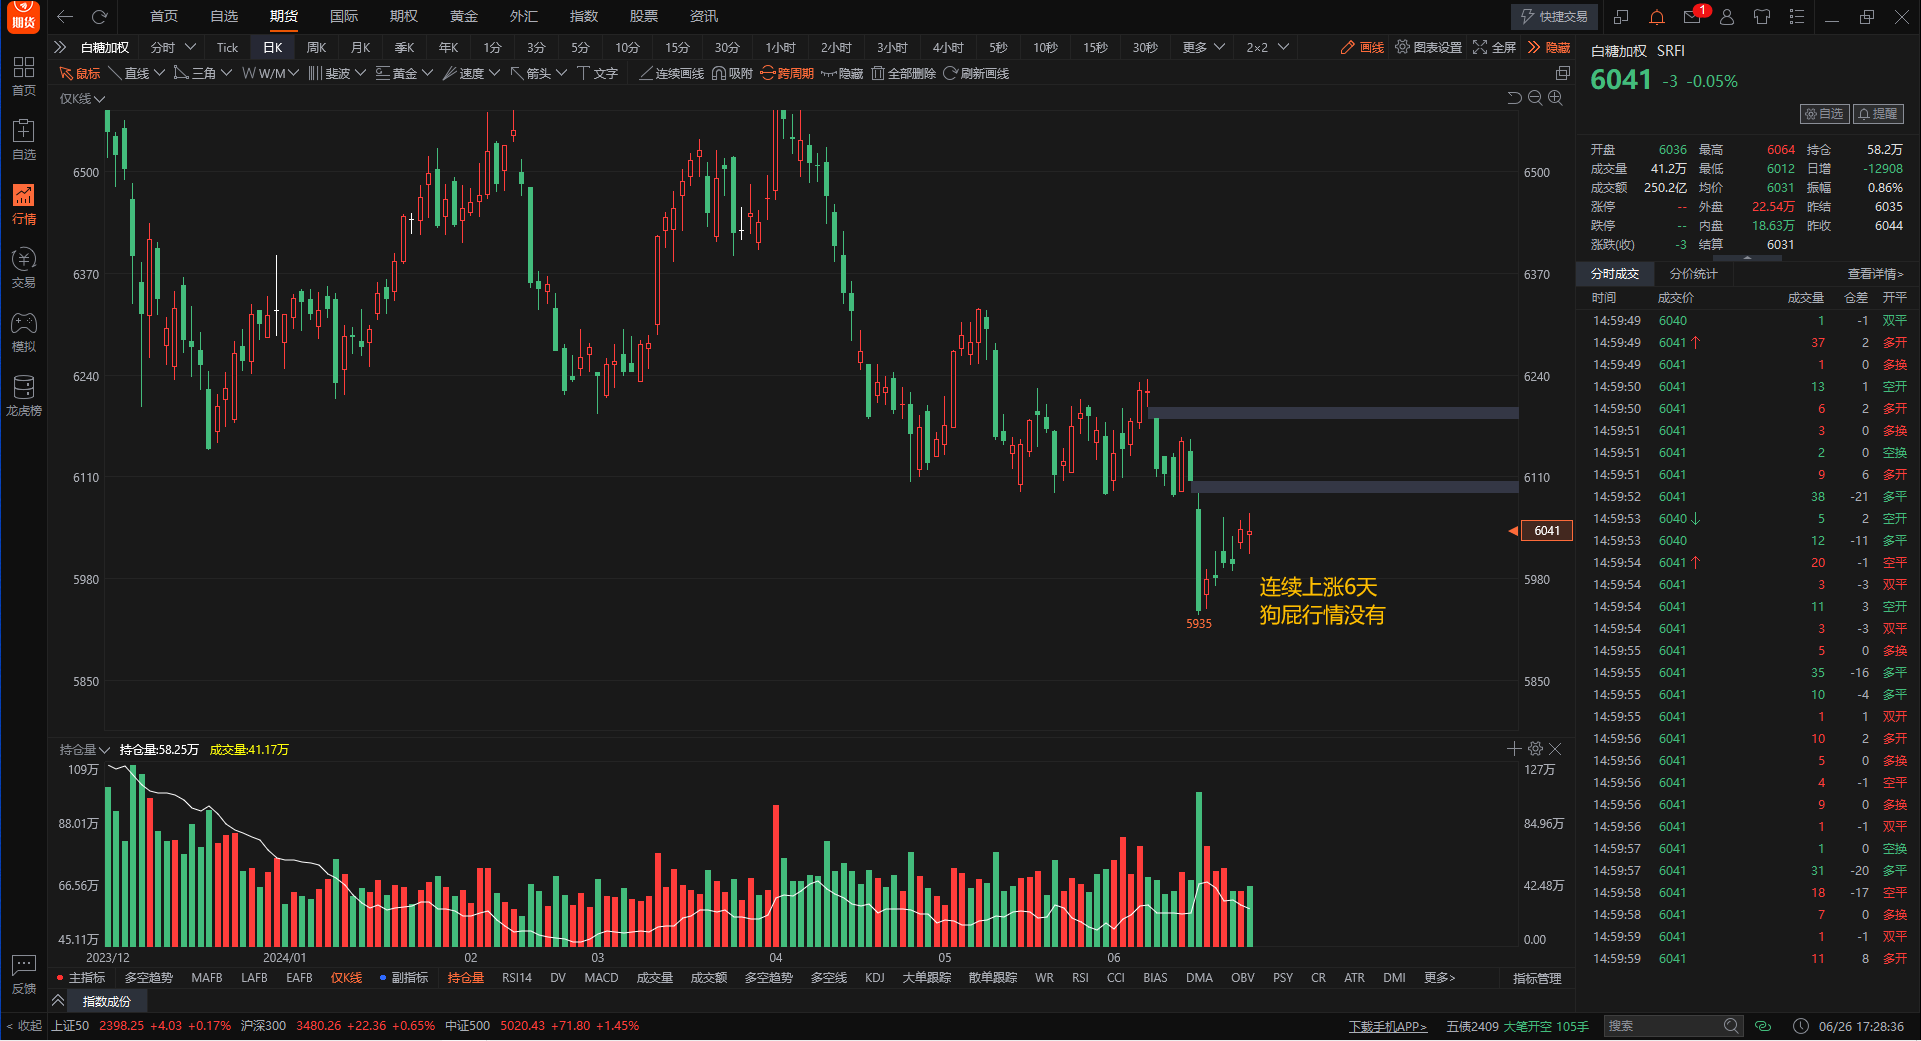 期货
首页 自选 期货 国际 期权 黄金 外汇 指数 股票 资讯
快捷交易 1
白糖加权 分时 Tick 日K 周K 月K 季K 年K 1分 3分 5分 10分 15分 30分 1小时 2小时 3小时 4小时 5秒 10秒 15秒 30秒 更多 2×2 画线 图表设置 全屏 隐藏
鼠标 直线 三角 W/M 斐波 黄金 速度 箭头 文字 连续画线 吸附 跨周期 隐藏 全部删除 刷新画线
仅K线
首页
自选
行情
交易
模拟
龙虎榜
反馈
6500 6500
6370 6370
6240 6240
6110 6110
6041
5980 5980
5850 5850
连续上涨6天
狗屁行情没有
5935
持仓量 持仓量:58.25万 成交量:41.17万
109万 127万
88.01万 84.96万
66.56万 42.48万
45.11万 0.00
2023/12 2024/01 02 03 04 05 06
主指标 多空趋势 MAFB LAFB EAFB 仅K线 副指标 持仓量 RSI14 DV MACD 成交量 成交额 多空趋势 多空线 KDJ 大单跟踪 散单跟踪 WR RSI CCI BIAS DMA OBV PSY CR ATR DMI 更多> 指标管理
指数成份
白糖加权 SRFI
6041 -3 -0.05%
自选 提醒
开盘 6036 最高 6064 持仓 58.2万
成交量 41.2万 最低 6012 日增 -12908
成交额 250.2亿 均价 6031 振幅 0.86%
涨停 -- 外盘 22.54万 昨结 6035
跌停 -- 内盘 18.63万 昨收 6044
涨跌(收) -3 结算 6031
分时成交 分价统计 查看详情>
时间 成交价 成交量 仓差 开平
14:59:49 6040 1 -1 双平
14:59:49 6041↑ 37 2 多开
14:59:49 6041 1 0 多换
14:59:50 6041 13 1 空开
14:59:50 6041 6 2 多开
14:59:51 6041 3 0 多换
14:59:51 6041 2 0 空换
14:59:51 6041 9 6 多开
14:59:52 6041 38 -21 多平
14:59:53 6040↓ 5 2 空开
14:59:53 6040 12 -11 多平
14:59:54 6041↑ 20 -1 空平
14:59:54 6041 3 -3 双平
14:59:54 6041 11 3 空开
14:59:54 6041 3 -3 双平
14:59:55 6041 5 0 多换
14:59:55 6041 35 -16 多平
14:59:55 6041 10 -4 多平
14:59:55 6041 1 1 双开
14:59:56 6041 10 2 多开
14:59:56 6041 5 0 多换
14:59:56 6041 4 -1 空平
14:59:56 6041 9 0 多换
14:59:56 6041 1 -1 双平
14:59:57 6041 1 0 空换
14:59:57 6041 31 -20 多平
14:59:58 6041 18 -17 空平
14:59:58 6041 7 0 多换
14:59:59 6041 1 -1 双平
14:59:59 6041 11 8 多开
< 收起 上证50 2398.25 +4.03 +0.17% 沪深300 3480.26 +22.36 +0.65% 中证500 5020.43 +71.80 +1.45% 下载手机APP> 五债2409 大笔开空 105手 搜索 06/26 17:28:36